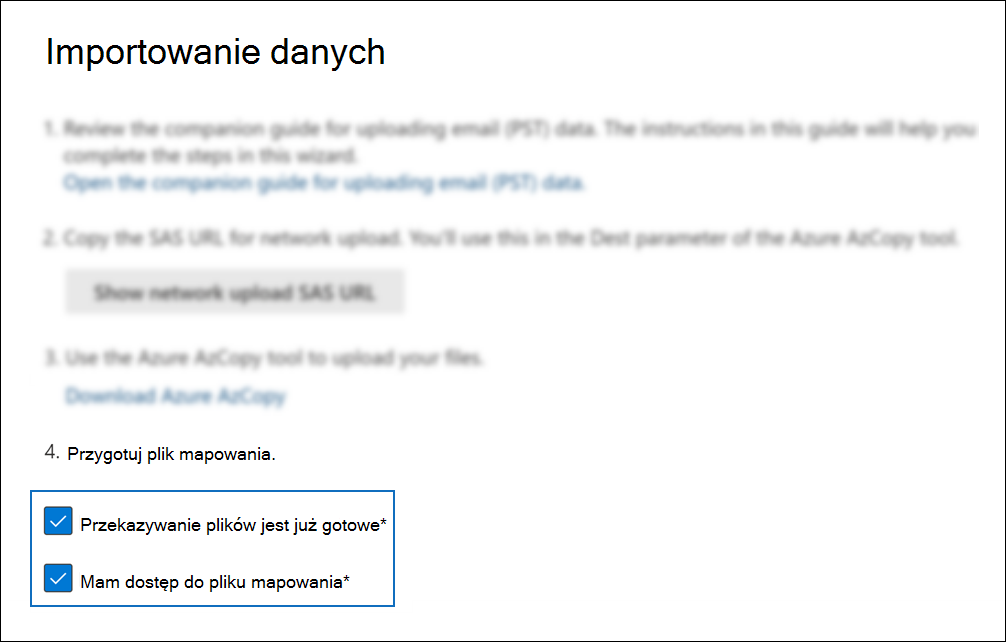 Importowanie danych
1. Review the companion guide for uploading email (PST) data. The instructions in this guide will help you
complete the steps in this wizard.
Open the companion guide for uploading email (PST) data.
2. Copy the SAS URL for network upload. You'll use this in the Dest parameter of the Azure AzCopy tool.
Show network upload SAS URL
3. Use the Azure AzCopy tool to upload your files.
Download Azure AzCopy
4. Przygotuj plik mapowania.
Przekazywanie plików jest już gotowe*
Mam dostęp do pliku mapowania*